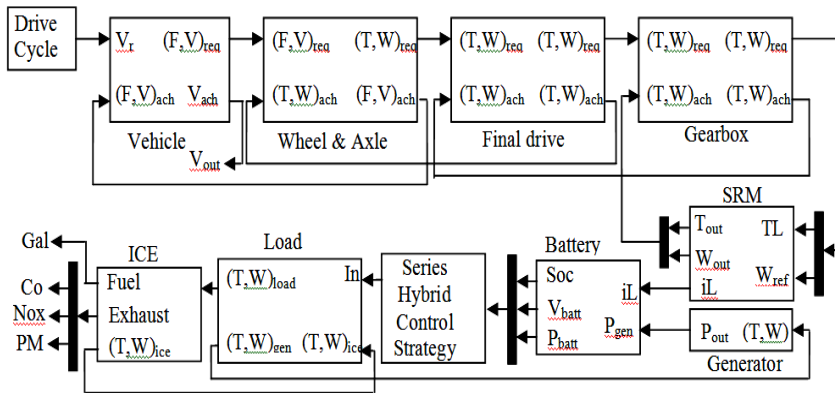 Drive
Cycle
Vr (F,V)req
(F,V)ach Vach
Vehicle
Vout
(F,V)req (T,W)req
(T,W)ach (F,V)ach
Wheel & Axle
(T,W)req (T,W)req
(T,W)ach (T,W)ach
Final drive
(T,W)req (T,W)req
(T,W)ach (T,W)ach
Gearbox
SRM
Tout TL
Wout
Wref
iL
Gal
Co
Nox
PM
ICE
Fuel
Exhaust
(T,W)ice
Load
(T,W)load In
(T,W)gen (T,W)ice
Series
Hybrid
Control
Strategy
Battery
Soc
iL
Vbatt
Pgen
Pbatt
Pout (T,W)
Generator